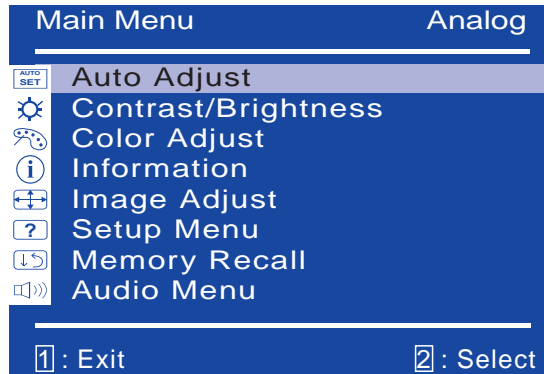 Main Menu Analog
AUTO SET Auto Adjust
Contrast/Brightness
Color Adjust
i Information
Image Adjust
? Setup Menu
Memory Recall
Audio Menu
1 : Exit 2 : Select